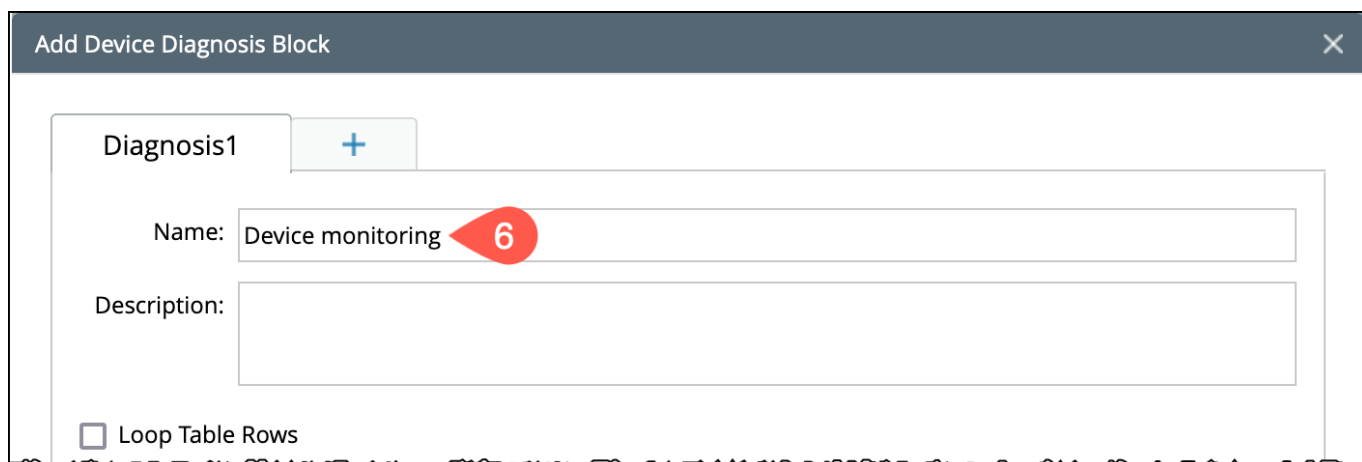 Add Device Diagnosis Block
Diagnosis1
Name: Device monitoring 6
Description:
Loop Table Rows